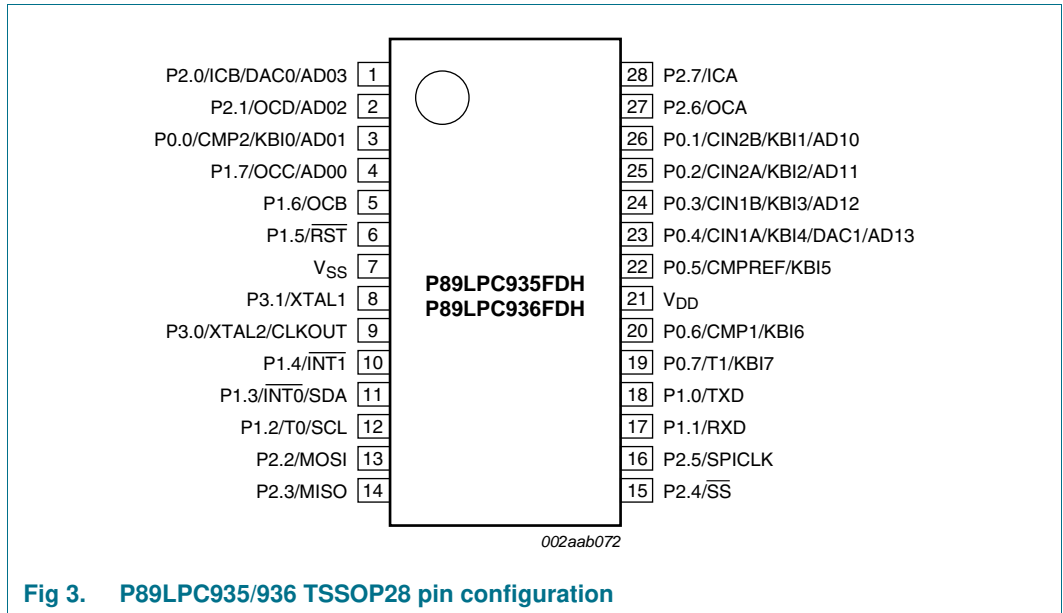 P2.0/ICB/DAC0/AD03 1
P2.1/OCD/AD02 2
P0.0/CMP2/KBI0/AD01 3
P1.7/OCC/AD00 4
P1.6/OCB 5
P1.5/R̅S̅T̅ 6
VSS 7
P3.1/XTAL1 8
P3.0/XTAL2/CLKOUT 9
P1.4/I̅N̅T̅1̅ 10
P1.3/I̅N̅T̅0̅/SDA 11
P1.2/T0/SCL 12
P2.2/MOSI 13
P2.3/MISO 14
P89LPC935FDH
P89LPC936FDH
28 P2.7/ICA
27 P2.6/OCA
26 P0.1/CIN2B/KBI1/AD10
25 P0.2/CIN2A/KBI2/AD11
24 P0.3/CIN1B/KBI3/AD12
23 P0.4/CIN1A/KBI4/DAC1/AD13
22 P0.5/CMPREF/KBI5
21 VDD
20 P0.6/CMP1/KBI6
19 P0.7/T1/KBI7
18 P1.0/TXD
17 P1.1/RXD
16 P2.5/SPICLK
15 P2.4/S̅S̅
002aab072
Fig 3. P89LPC935/936 TSSOP28 pin configuration